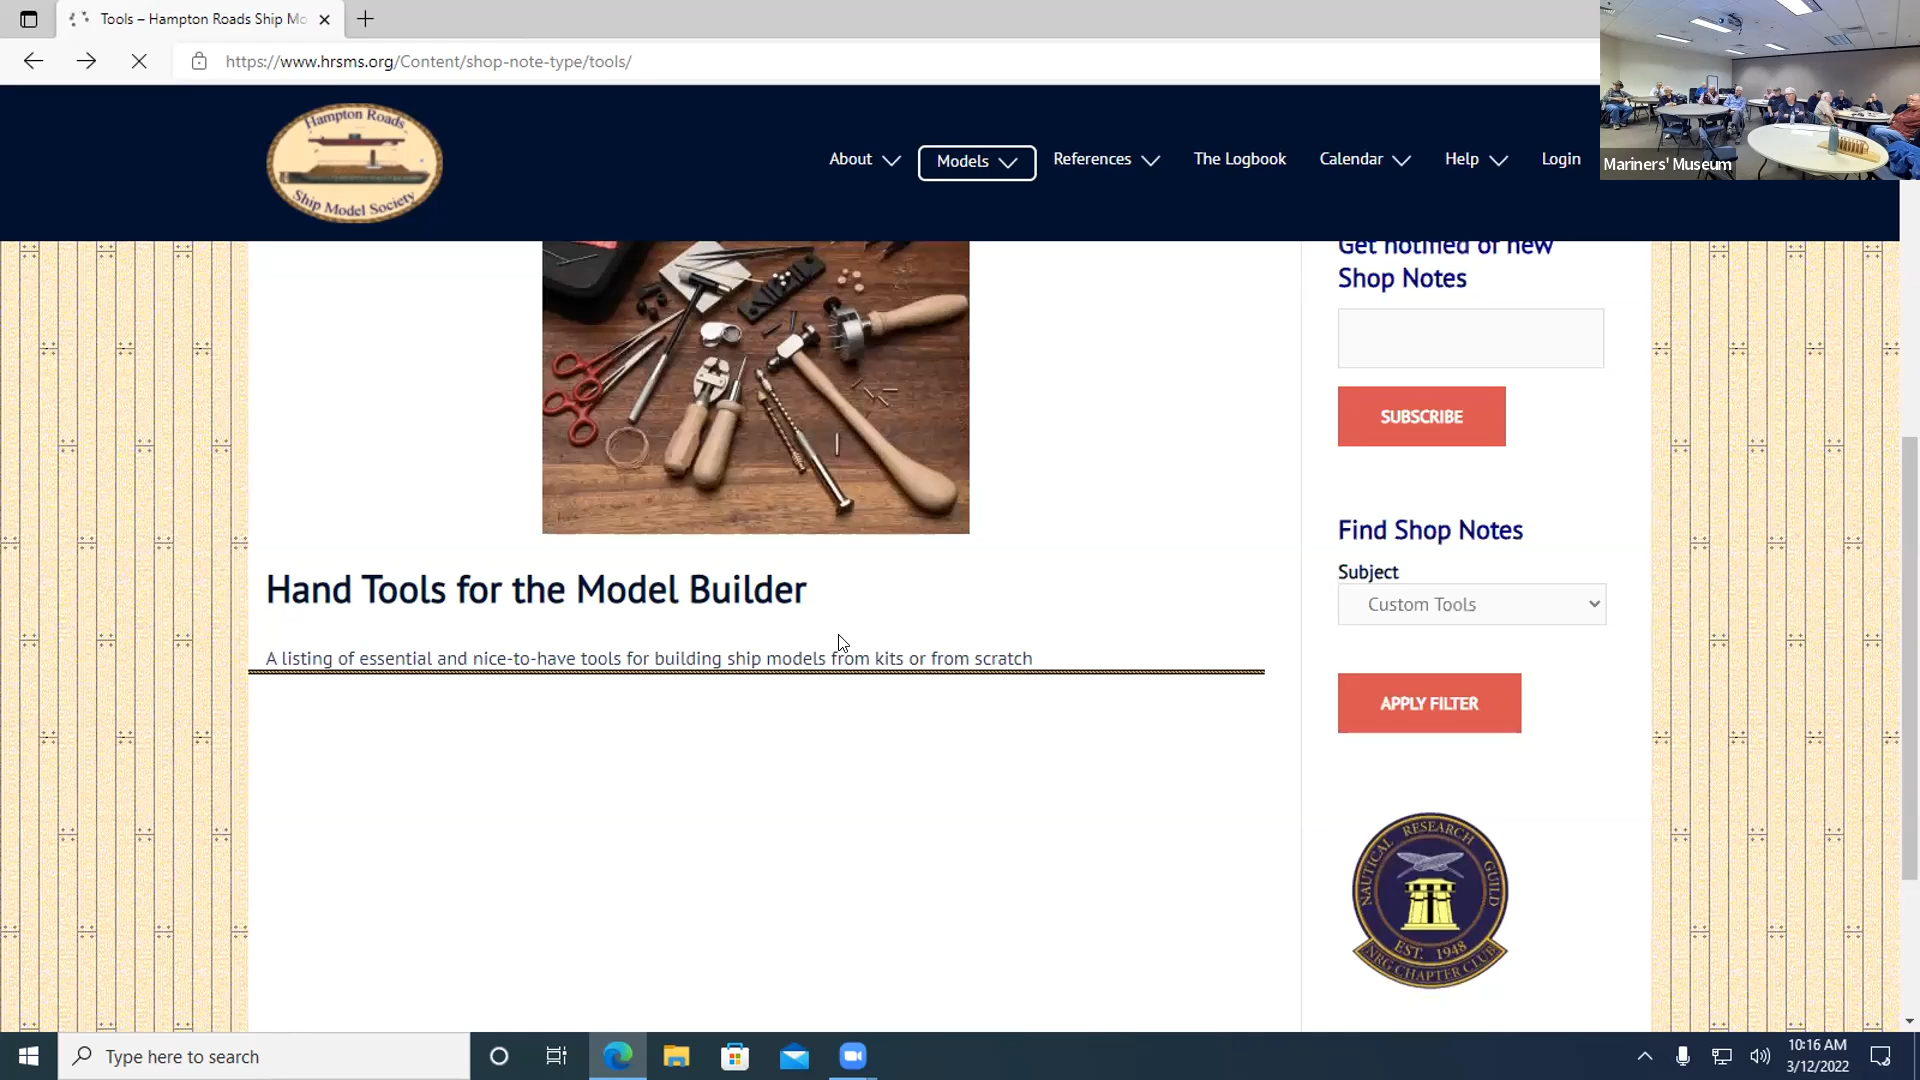 Tools – Hampton Roads Ship Mo
https://www.hrsms.org/Content/shop-note-type/tools/
Hampton Roads
Ship Model Society
About
Models
References
The Logbook
Calendar
Help
Login
Mariners' Museum
Get notified of new
Shop Notes
SUBSCRIBE
Hand Tools for the Model Builder
A listing of essential and nice-to-have tools for building ship models from kits or from scratch
Find Shop Notes
Subject
Custom Tools
APPLY FILTER
NAUTICAL RESEARCH GUILD
EST. 1948
NRG CHAPTER CLUB
Type here to search
10:16 AM
3/12/2022